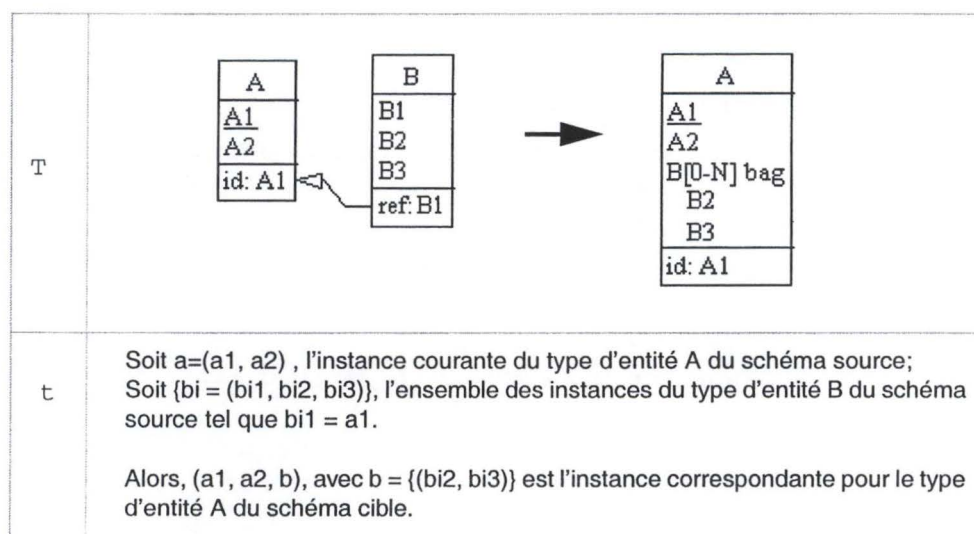 T
A
A1
A2
id: A1
B
B1
B2
B3
ref: B1
A
A1
A2
B[0-N] bag
B2
B3
id: A1
t
Soit a=(a1, a2) , l'instance courante du type d'entité A du schéma source;
Soit {bi = (bi1, bi2, bi3)}, l'ensemble des instances du type d'entité B du schéma
source tel que bi1 = a1.
Alors, (a1, a2, b), avec b = {(bi2, bi3)} est l'instance correspondante pour le type
d'entité A du schéma cible.